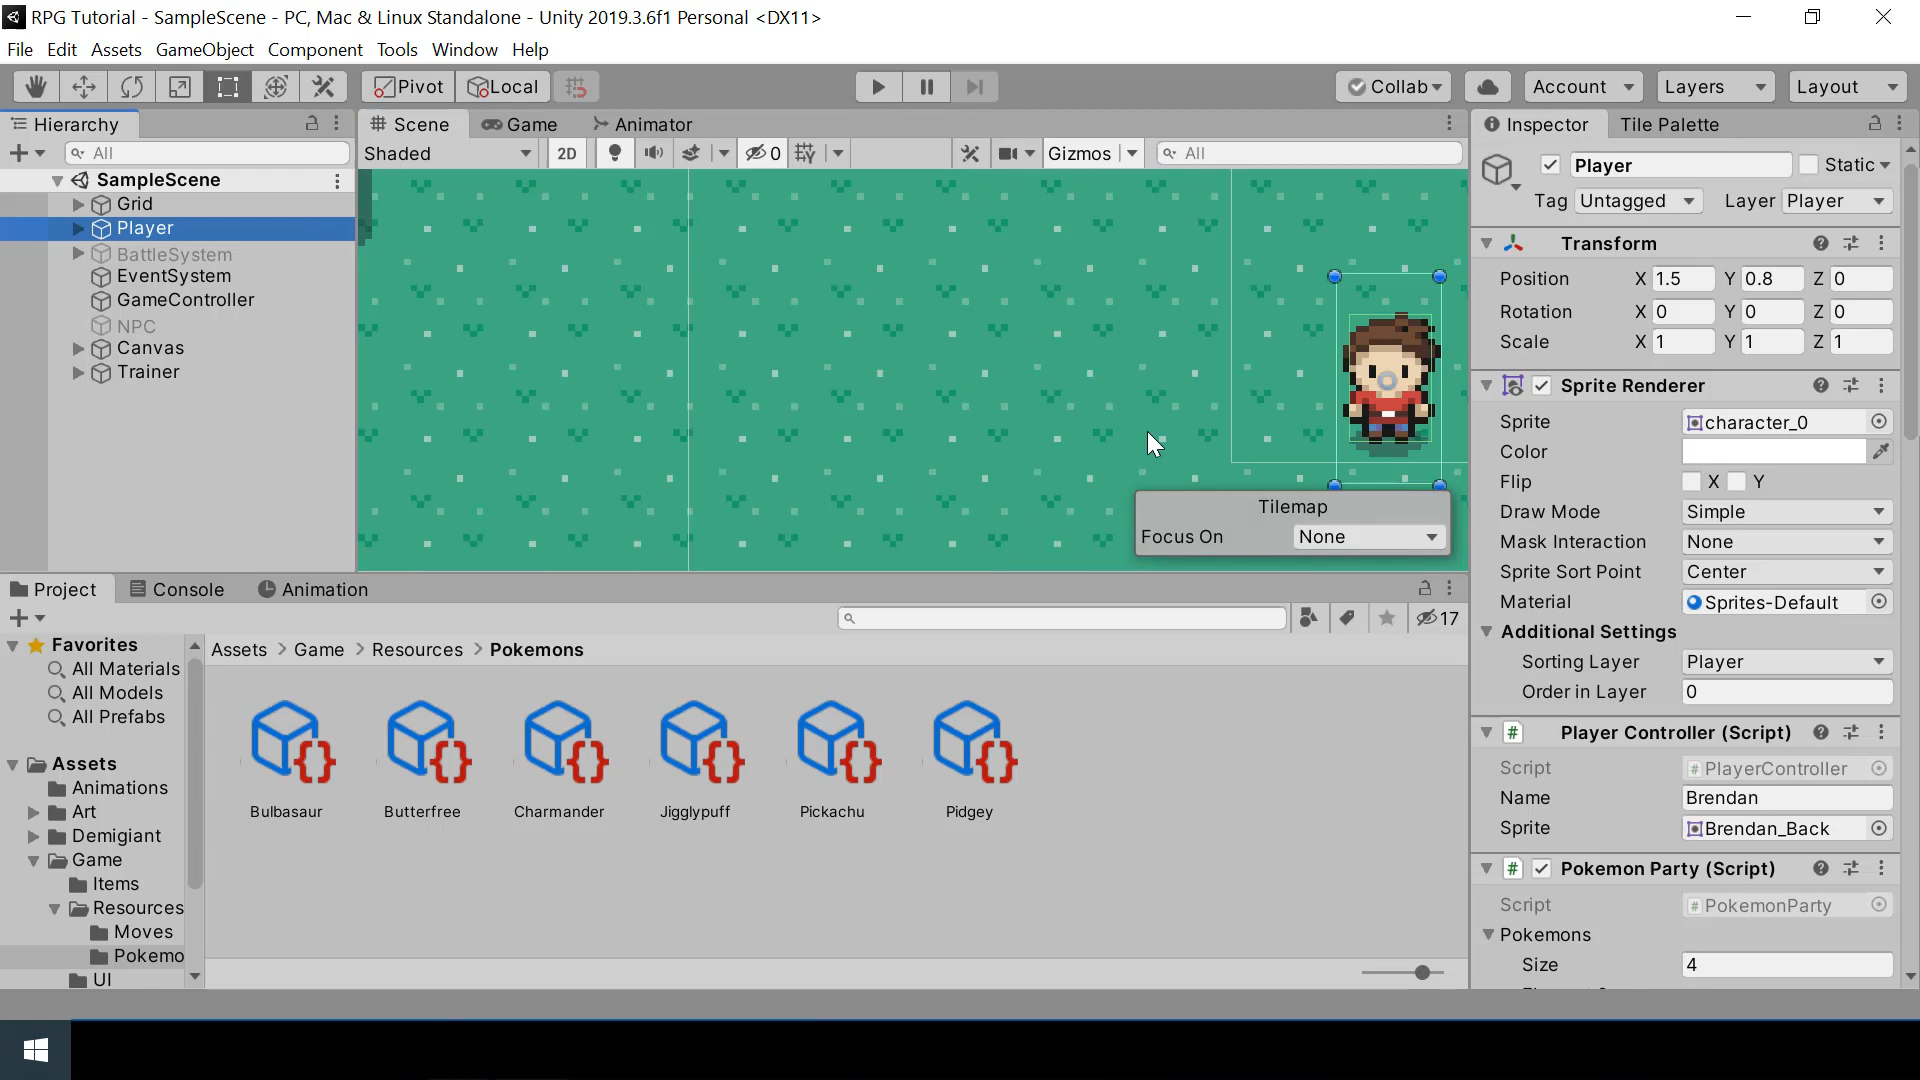 RPG Tutorial - SampleScene - PC, Mac & Linux Standalone - Unity 2019.3.6f1 Personal <DX11>
File Edit Assets GameObject Component Tools Window Help
Pivot Local Collab Account Layers Layout
Hierarchy
All
SampleScene
Grid
Player
BattleSystem
EventSystem
GameController
NPC
Canvas
Trainer
Scene Game Animator
Shaded 2D 0 Gizmos All
Tilemap
Focus On None
Inspector Tile Palette
Player Static
Tag Untagged Layer Player
Transform
Position X 1.5 Y 0.8 Z 0
Rotation X 0 Y 0 Z 0
Scale X 1 Y 1 Z 1
Sprite Renderer
Sprite character_0
Color
Flip X Y
Draw Mode Simple
Mask Interaction None
Sprite Sort Point Center
Material Sprites-Default
Additional Settings
Sorting Layer Player
Order in Layer 0
# Player Controller (Script)
Script # PlayerController
Name Brendan
Sprite Brendan_Back
# Pokemon Party (Script)
Script # PokemonParty
Pokemons
Size 4
Project Console Animation
17
Favorites
All Materials
All Models
All Prefabs
Assets
Animations
Art
Demigiant
Game
Items
Resources
Moves
Pokemo
UI
Assets > Game > Resources > Pokemons
Bulbasaur Butterfree Charmander Jigglypuff Pickachu Pidgey